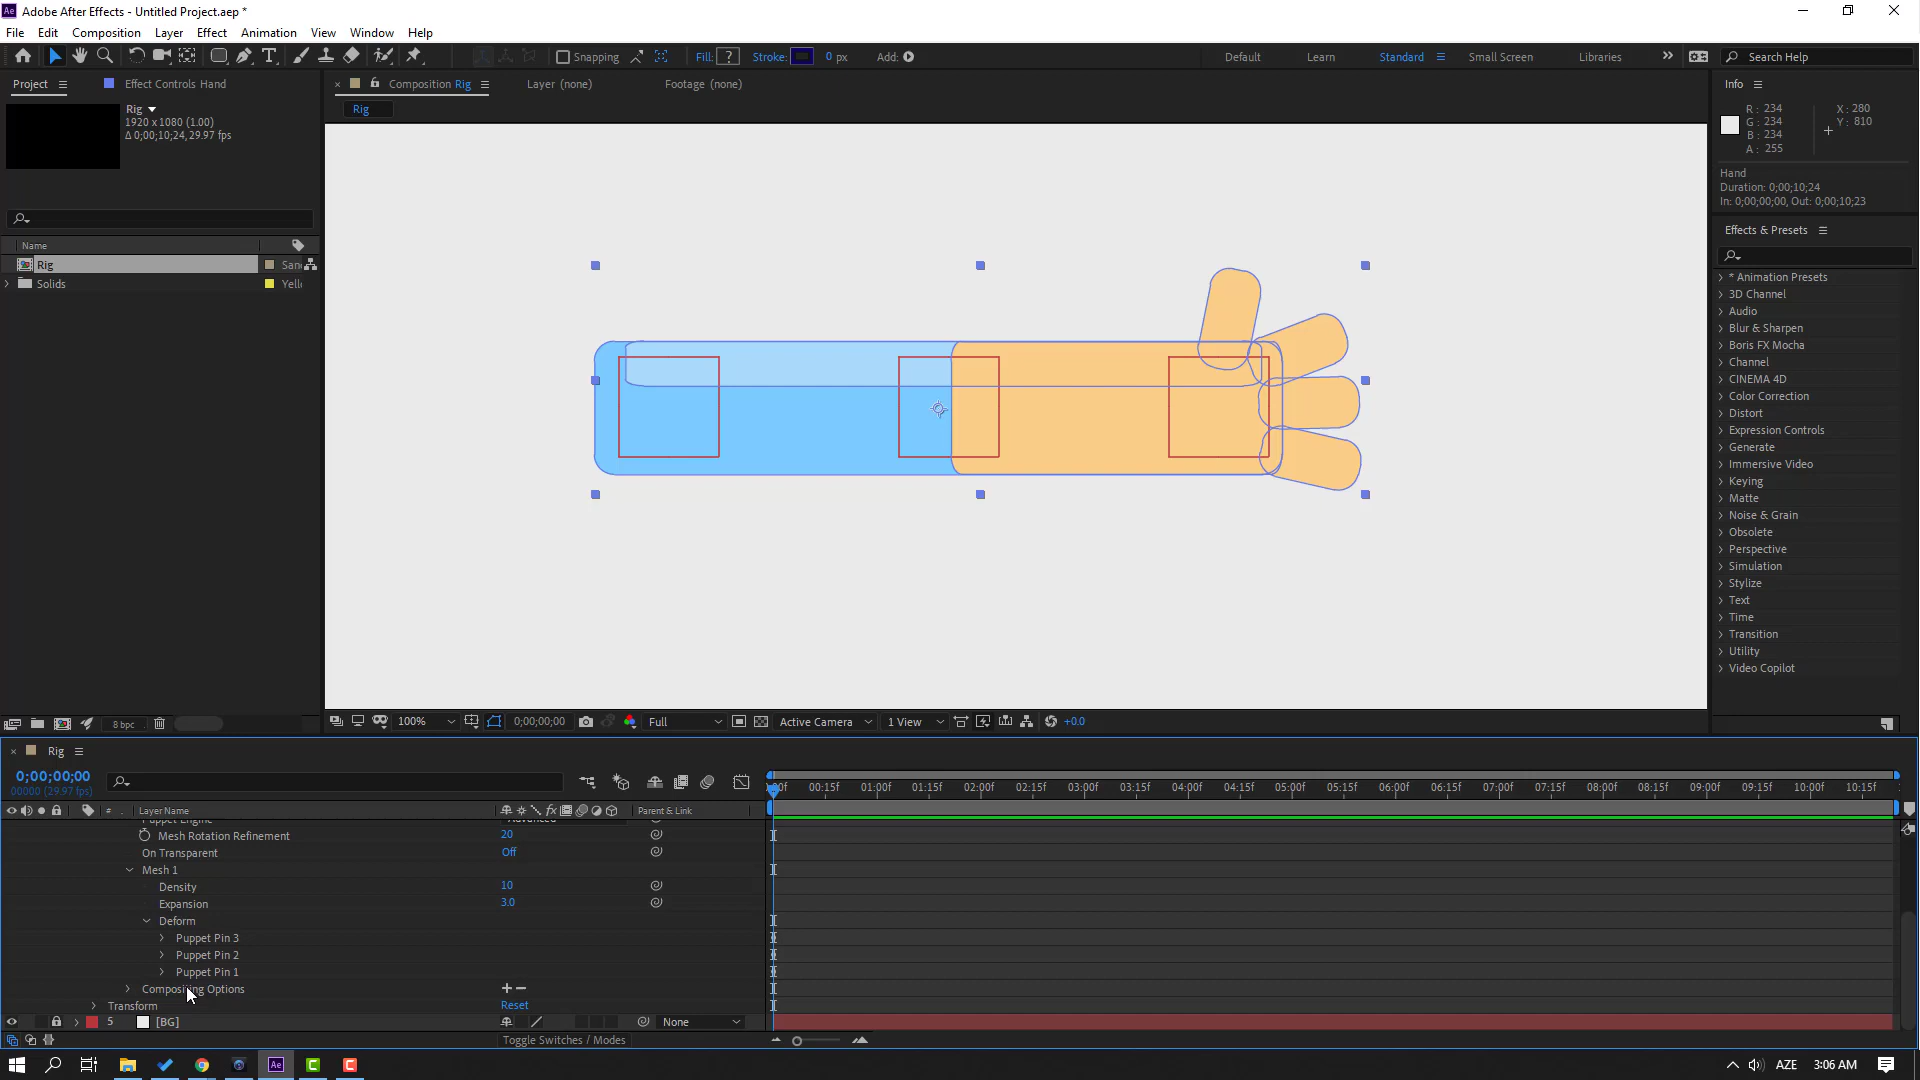 Adobe After Effects - Untitled Project.aep *
File Edit Composition Layer Effect Animation View Window Help
Snapping Fill: ? Stroke: 0 px Add:
Default Learn Standard Small Screen Libraries Search Help
Project Effect Controls Hand
Composition Rig Layer (none) Footage (none)
Rig
Rig
1920 x 1080 (1.00)
Δ 0;00;10;24, 29.97 fps
Name
Rig San
Solids Yell
8 bpc
100% 0;00;00;00 Full Active Camera 1 View +0.0
Info
R : 234 X : 280
G : 234 Y : 810
B : 234
A : 255
Hand
Duration: 0;00;10;24
In: 0;00;00;00, Out: 0;00;10;23
Effects & Presets
* Animation Presets
3D Channel
Audio
Blur & Sharpen
Boris FX Mocha
Channel
CINEMA 4D
Color Correction
Distort
Expression Controls
Generate
Immersive Video
Keying
Matte
Noise & Grain
Obsolete
Perspective
Simulation
Stylize
Text
Time
Transition
Utility
Video Copilot
Rig
0;00;00;00
00000 (29.97 fps)
:00f 00:15f 01:00f 01:15f 02:00f 02:15f 03:00f 03:15f 04:00f 04:15f 05:00f 05:15f 06:00f 06:15f 07:00f 07:15f 08:00f 08:15f 09:00f 09:15f 10:00f 10:15f
# Layer Name Parent & Link
Puppet Engine Advanced
Mesh Rotation Refinement 20
On Transparent Off
Mesh 1
Density 10
Expansion 3.0
Deform
Puppet Pin 3
Puppet Pin 2
Puppet Pin 1
Compositing Options
Transform Reset
5 [BG] None
Toggle Switches / Modes
AZE 3:06 AM